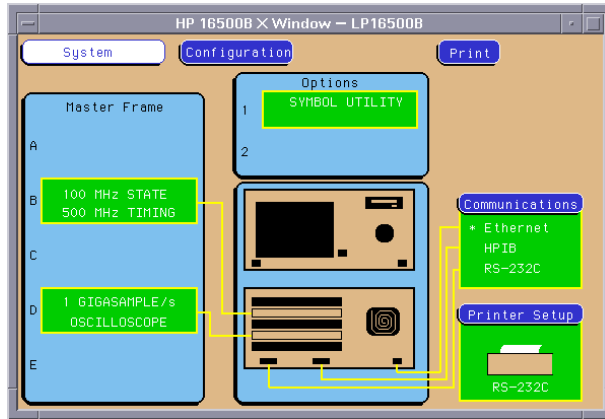 HP 16500B X Window — LP16500B
System
Configuration
Print
Master Frame
A
B
100 MHz STATE
500 MHz TIMING
C
D
1 GIGASAMPLE/s
OSCILLOSCOPE
E
Options
1
SYMBOL UTILITY
2
Communications
* Ethernet
HPIB
RS-232C
Printer Setup
RS-232C